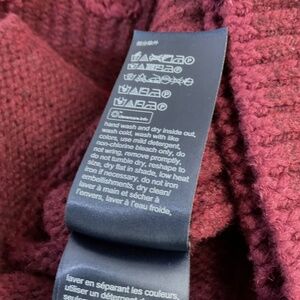 hand wash and dry inside out,
wash cold, wash with like
colors, use mild detergent,
non-chlorine bleach only, do
not wring, remove promptly,
do not tumble dry, reshape to
size, dry flat in shade, low heat
iron if necessary, do not iron
embellishments, dry clean/
laver à main et sécher à
l'envers, laver à l'eau froide,
laver en séparant les couleurs,
utiliser un détergent